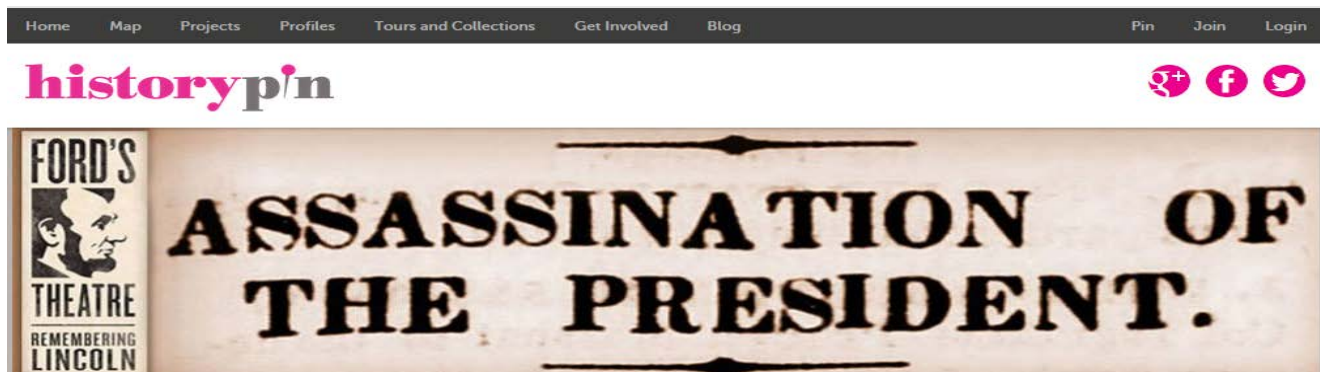 Home Map Projects Profiles Tours and Collections Get Involved Blog Pin Join Login
historypin
g+ f
FORD'S
THEATRE
REMEMBERING
LINCOLN
ASSASSINATION OF
THE PRESIDENT.